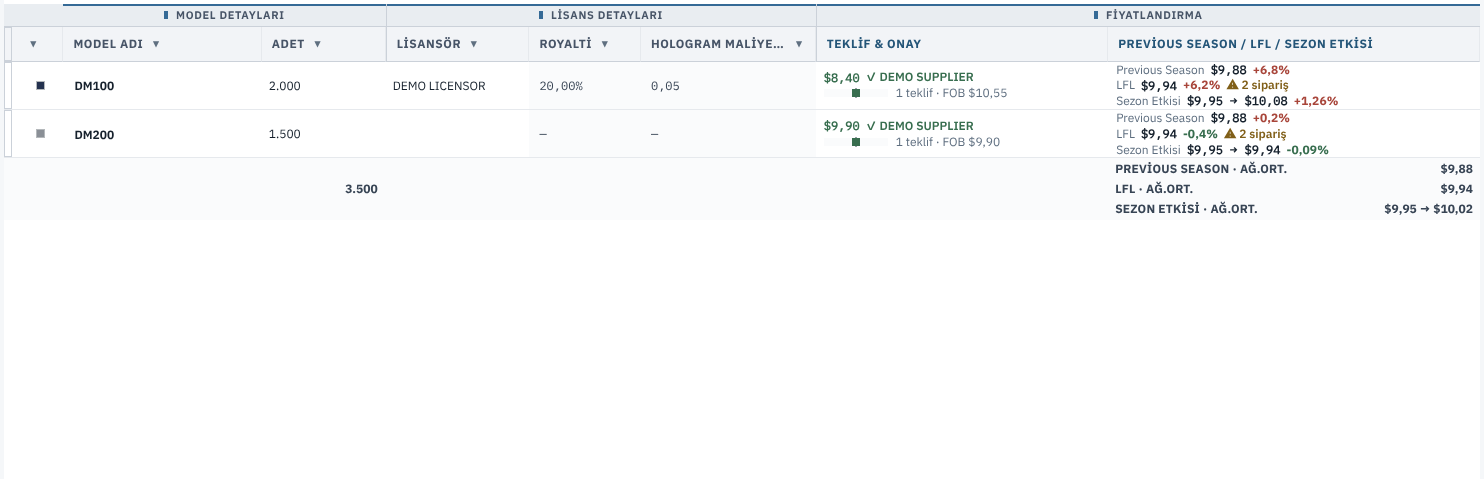 MODEL DETAYLARI LİSANS DETAYLARI FİYATLANDIRMA
▼ MODEL ADI ▼ ADET ▼ LİSANSÖR ▼ ROYALTİ ▼ HOLOGRAM MALİYE... ▼ TEKLİF & ONAY PREVİOUS SEASON / LFL / SEZON ETKİSİ
DM100 2.000 DEMO LICENSOR 20,00% 0,05
$8,40 ✓ DEMO SUPPLIER
1 teklif · FOB $10,55
Previous Season $9,88 +6,8%
LFL $9,94 +6,2% ⚠ 2 sipariş
Sezon Etkisi $9,95 → $10,08 +1,26%
DM200 1.500 — —
$9,90 ✓ DEMO SUPPLIER
1 teklif · FOB $9,90
Previous Season $9,88 +0,2%
LFL $9,94 -0,4% ⚠ 2 sipariş
Sezon Etkisi $9,95 → $9,94 -0,09%
3.500
PREVİOUS SEASON · AĞ.ORT. $9,88
LFL · AĞ.ORT. $9,94
SEZON ETKİSİ · AĞ.ORT. $9,95 → $10,02